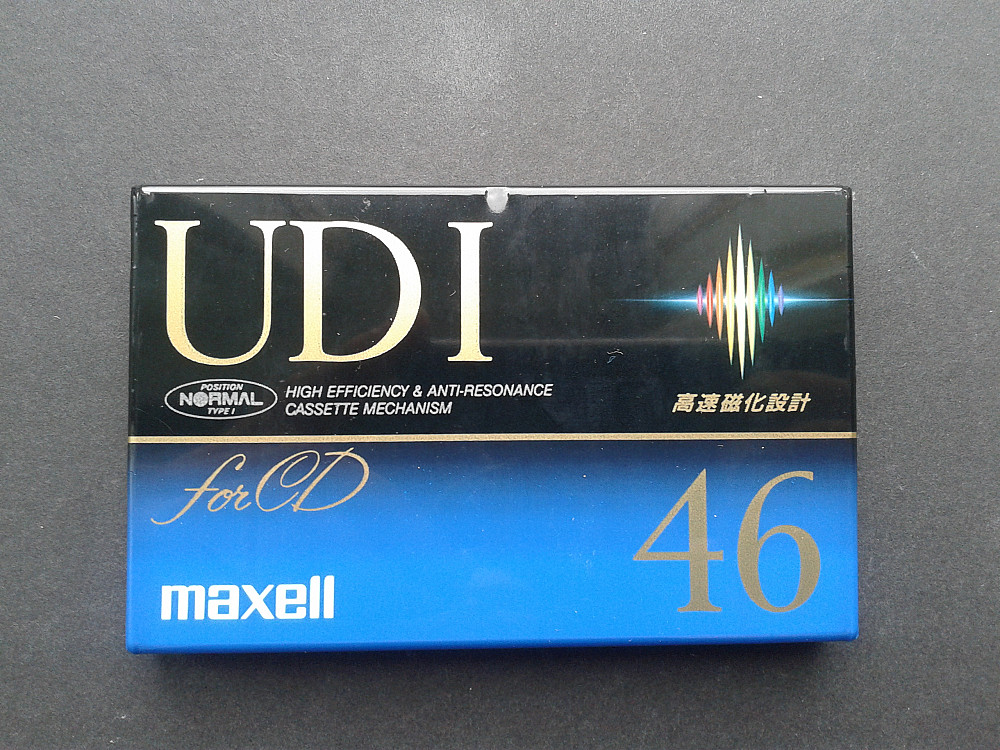 UD I
POSITION
NORMAL
TYPE I
HIGH EFFICIENCY & ANTI-RESONANCE
CASSETTE MECHANISM
高速磁化設計
for CD
46
maxell